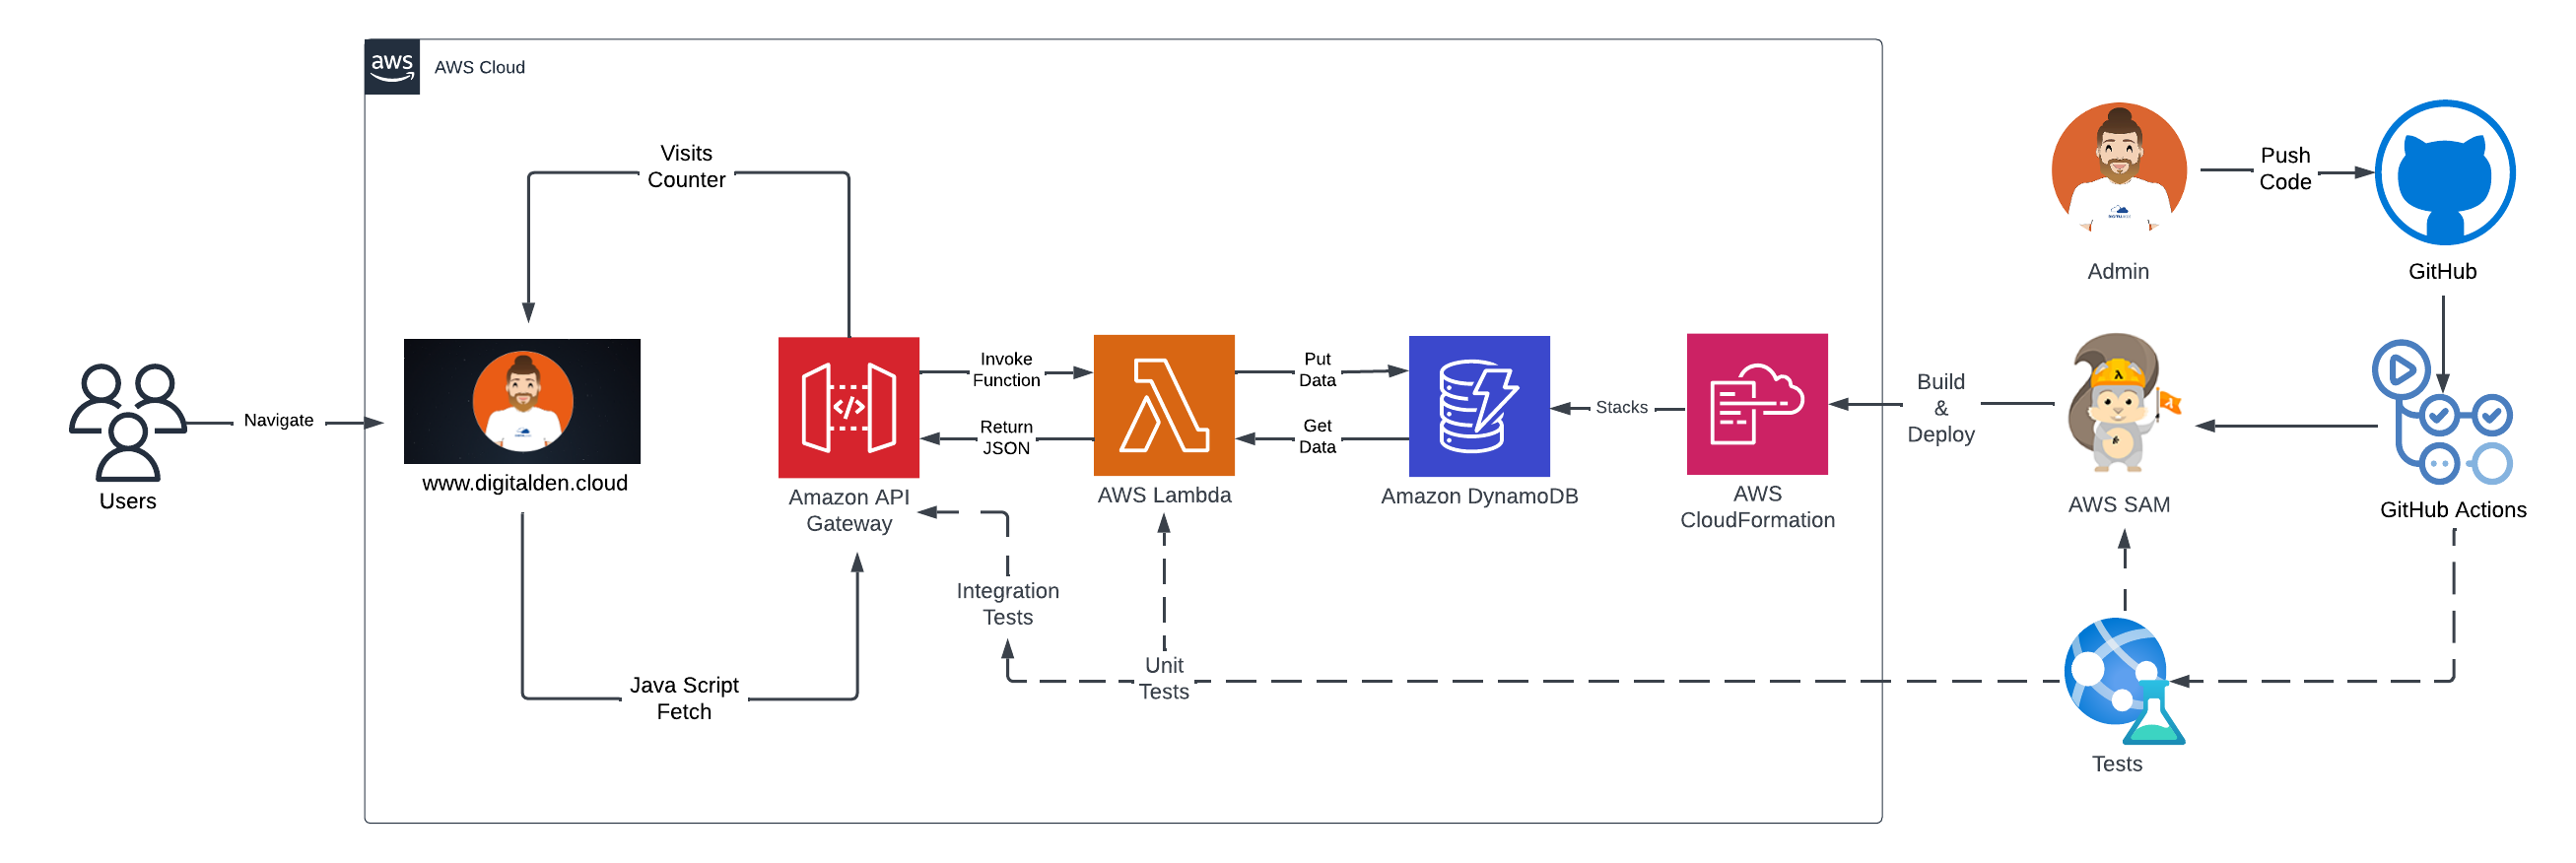 aws
AWS Cloud
Visits
Counter
Push
Code
Admin
GitHub
Navigate
Users
www.digitalden.cloud
Invoke
Function
Return
JSON
Amazon API
Gateway
Put
Data
Get
Data
AWS Lambda
Amazon DynamoDB
Stacks
AWS
CloudFormation
Build
&
Deploy
AWS SAM
GitHub Actions
Integration
Tests
Unit
Tests
Java Script
Fetch
Tests